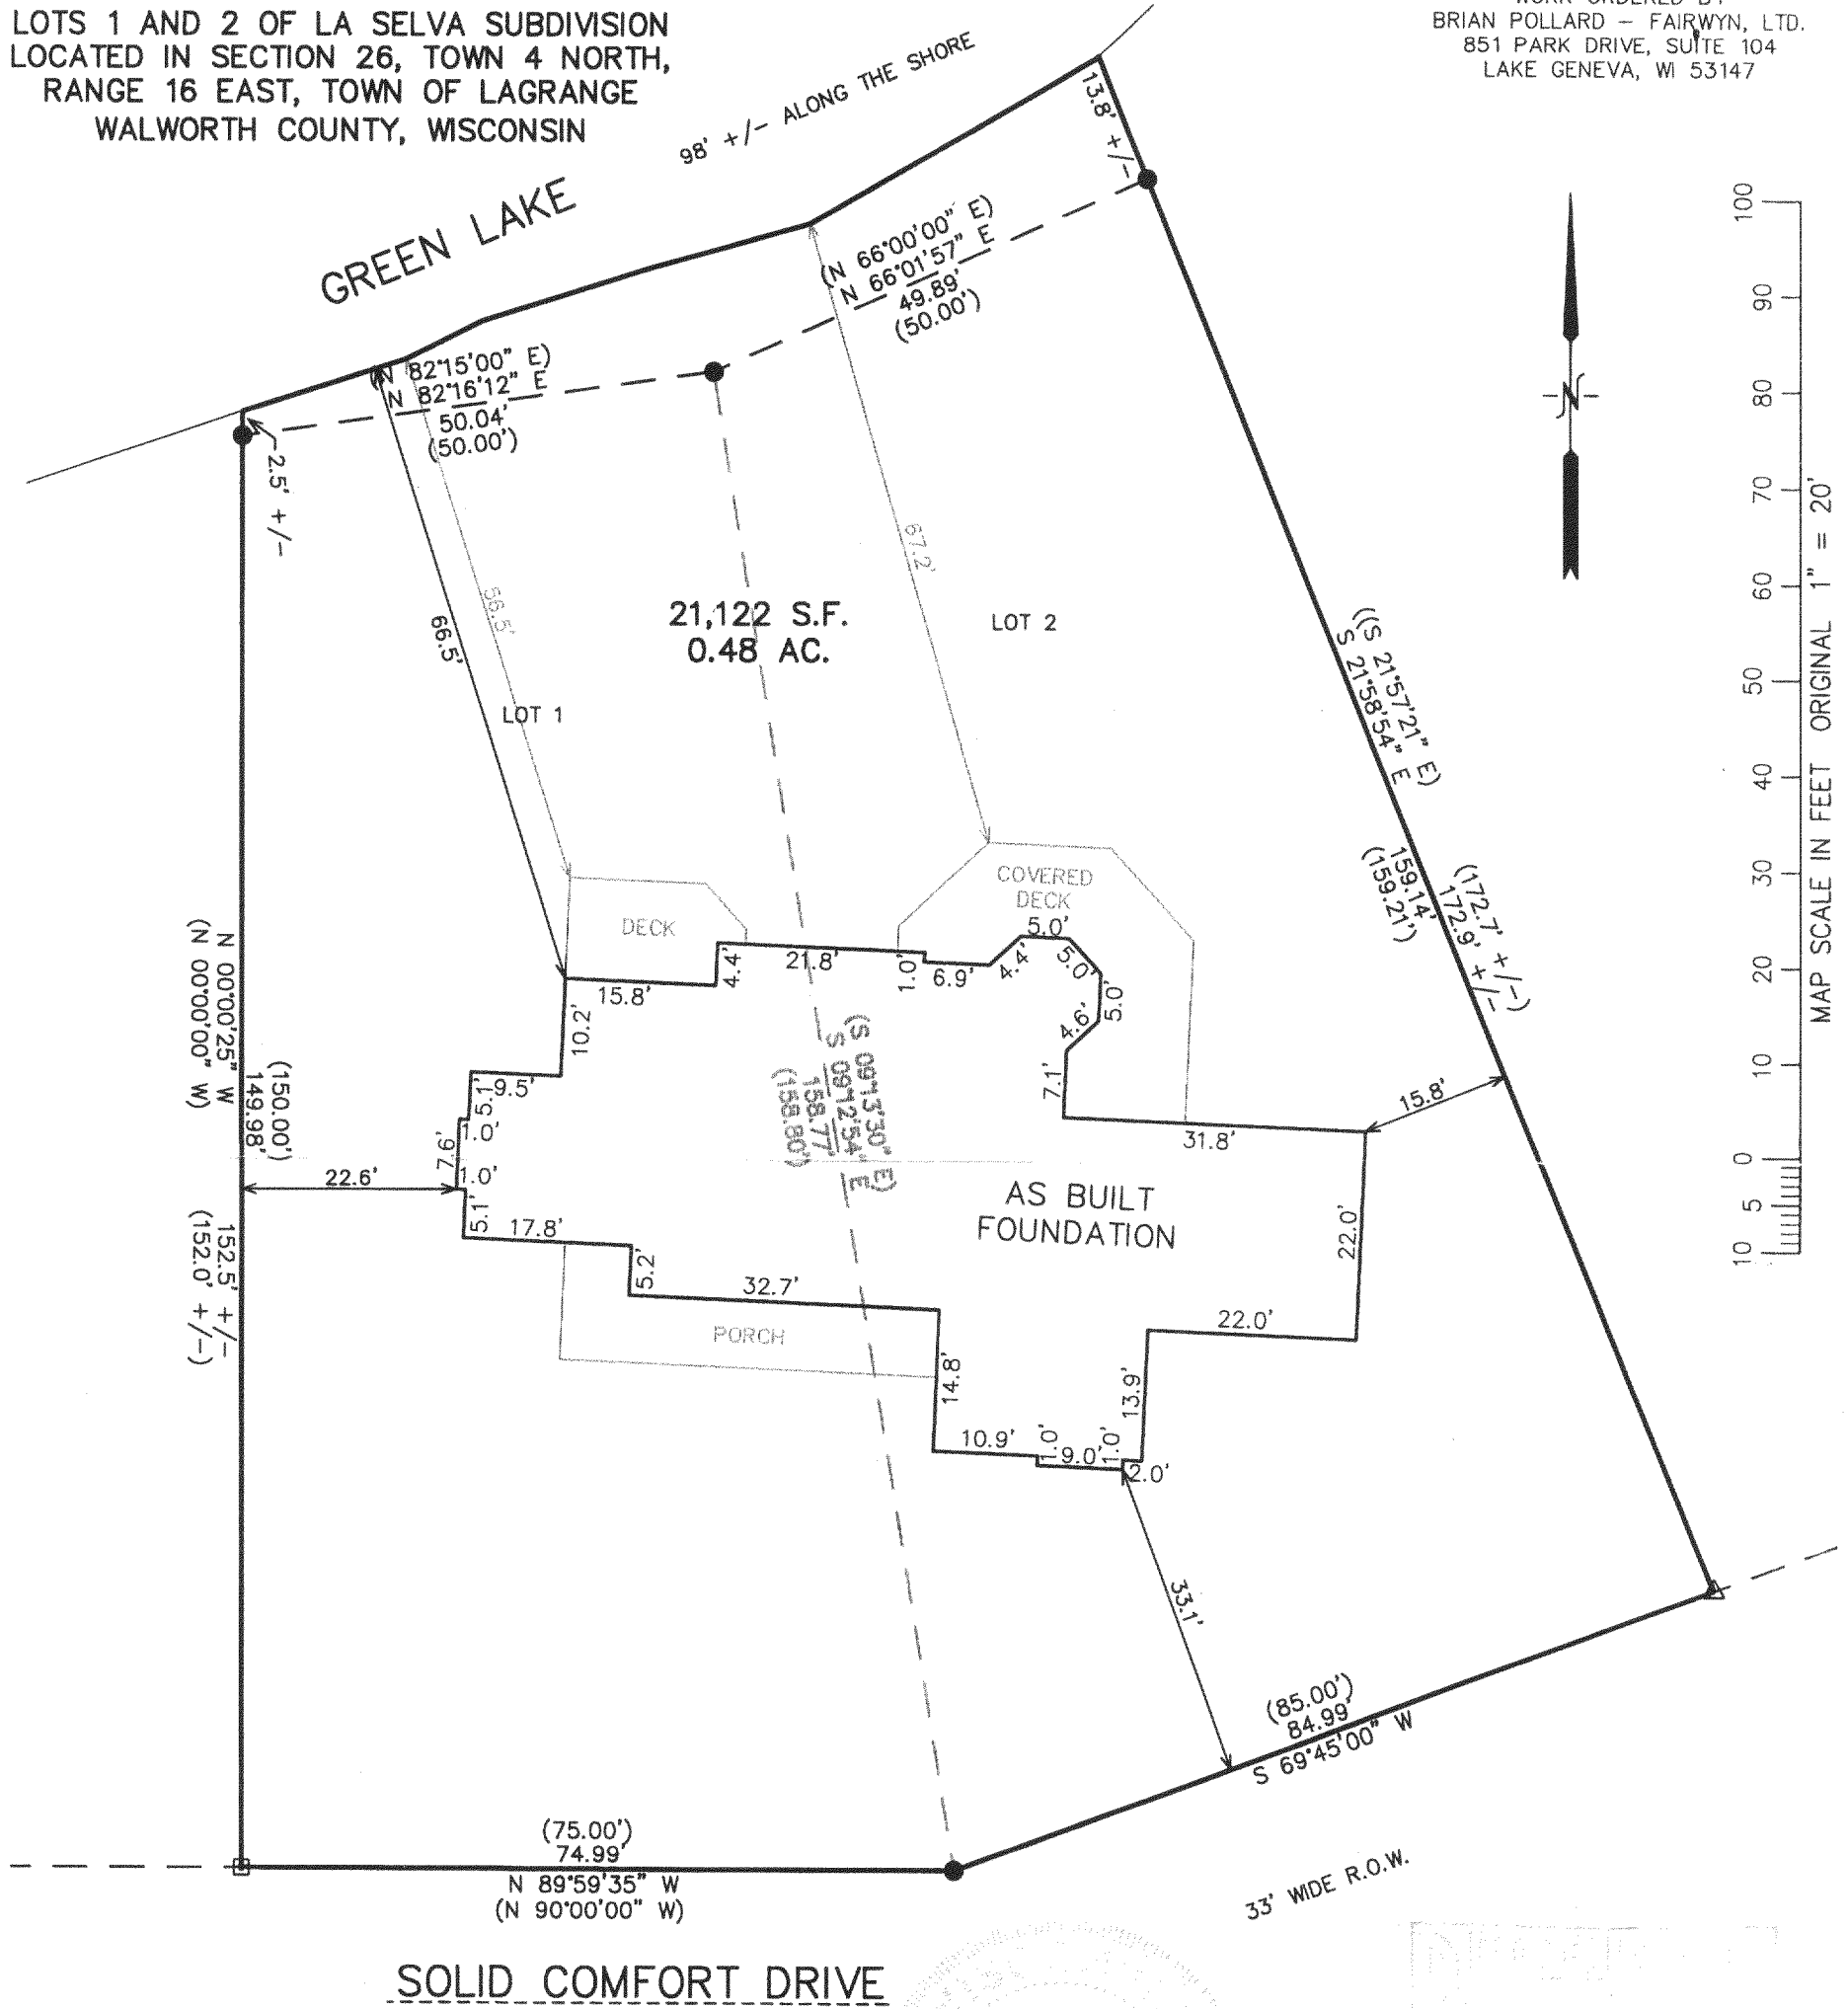 LOTS 1 AND 2 OF LA SELVA SUBDIVISION
LOCATED IN SECTION 26, TOWN 4 NORTH,
RANGE 16 EAST, TOWN OF LAGRANGE
WALWORTH COUNTY, WISCONSIN
WORK ORDERED BY
BRIAN POLLARD – FAIRWYN, LTD.
851 PARK DRIVE, SUITE 104
LAKE GENEVA, WI 53147
98' +/- ALONG THE SHORE
13.8' +/-
GREEN LAKE
(N 66°00'00" E)
N 66°01'57" E
49.89'
(50.00')
(N 82°15'00" E)
N 82°16'12" E
50.04'
(50.00')
2.5' +/-
N
66.5'
56.5'
67.2'
21,122 S.F.
0.48 AC.
LOT 2
LOT 1
(S 21°57'21" E)
S 21°58'54" E
159.14'
(159.21')
(172.7' +/-)
172.9' +/-
100
90
80
70
60
50
40
30
20
10
0
5
10
MAP SCALE IN FEET ORIGINAL 1" = 20'
DECK
COVERED
DECK
5.0'
4.4'
5.0'
5.0'
4.6'
7.1'
6.9'
1.0'
21.8'
4.4'
15.8'
10.2'
9.5'
5.1'
1.0'
7.6'
1.0'
5.1'
22.6'
17.8'
5.2'
32.7'
PORCH
N 00°00'25" W
(N 00°00'00" W)
(150.00')
149.98'
152.5' +/-
(152.0' +/-)
(S 09°13'30" E)
S 09°12'54" E
158.77'
(158.80')
15.8'
31.8'
AS BUILT
FOUNDATION
22.0'
22.0'
13.9'
14.8'
10.9'
1.0'
9.0'
1.0'
2.0'
33.1'
(85.00')
84.99'
S 69°45'00" W
(75.00')
74.99'
N 89°59'35" W
(N 90°00'00" W)
33' WIDE R.O.W.
SOLID COMFORT DRIVE